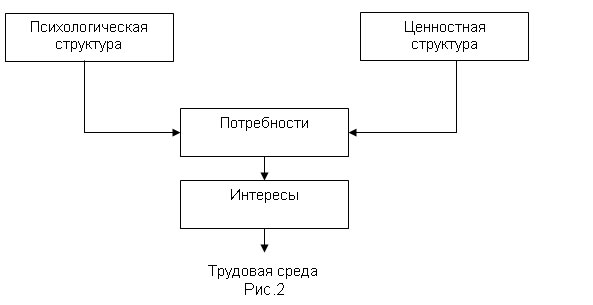 Психологическая
структура
Ценностная
структура
Потребности
Интересы
Трудовая среда
Рис.2